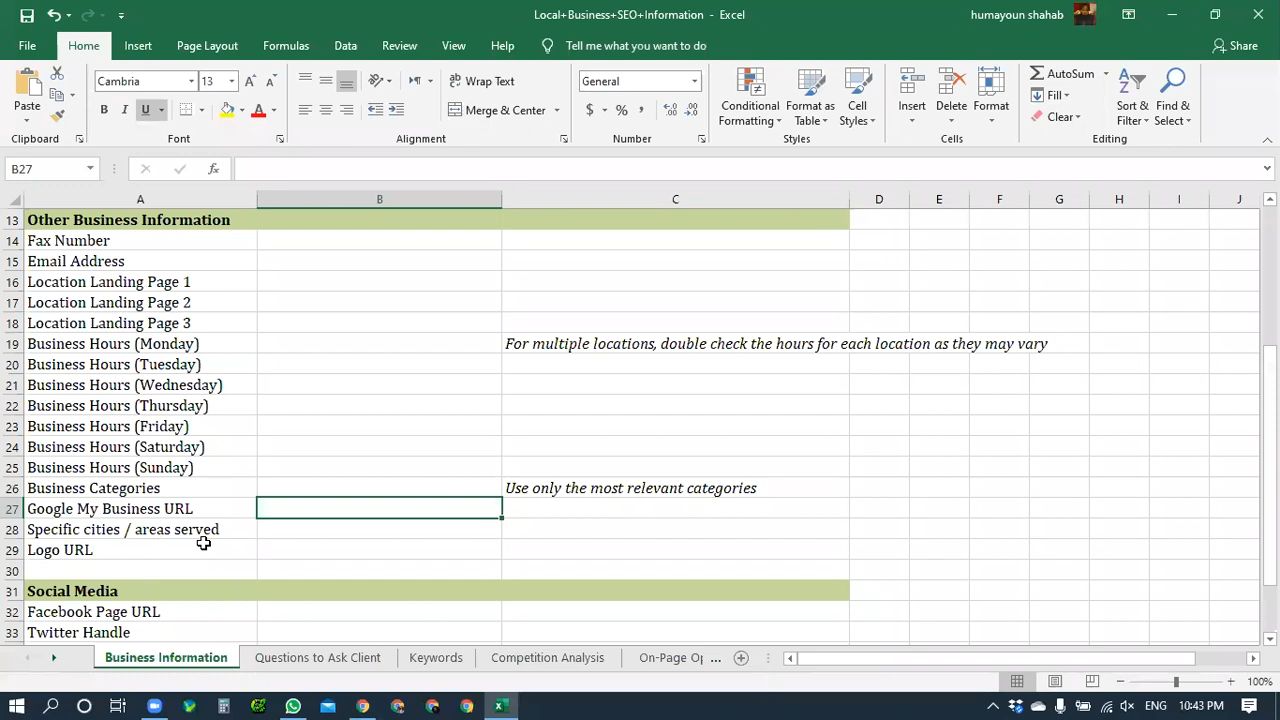 Local+Business+SEO+Information - Excel
humayoun shahab
File Home Insert Page Layout Formulas Data Review View Help Tell me what you want to do Share
Paste
Clipboard
Cambria 13
B I U
Font
Wrap Text
Merge & Center
Alignment
General
$ % ,
Number
Conditional Formatting
Format as Table
Cell Styles
Styles
Insert Delete Format
Cells
AutoSum
Fill
Clear
Sort & Filter
Find & Select
Editing
B27 fx
A B C D E F G H I J
13 Other Business Information
14 Fax Number
15 Email Address
16 Location Landing Page 1
17 Location Landing Page 2
18 Location Landing Page 3
19 Business Hours (Monday) For multiple locations, double check the hours for each location as they may vary
20 Business Hours (Tuesday)
21 Business Hours (Wednesday)
22 Business Hours (Thursday)
23 Business Hours (Friday)
24 Business Hours (Saturday)
25 Business Hours (Sunday)
26 Business Categories Use only the most relevant categories
27 Google My Business URL
28 Specific cities / areas served
29 Logo URL
30
31 Social Media
32 Facebook Page URL
33 Twitter Handle
Business Information Questions to Ask Client Keywords Competition Analysis On-Page Op ...
100%
ENG 10:43 PM